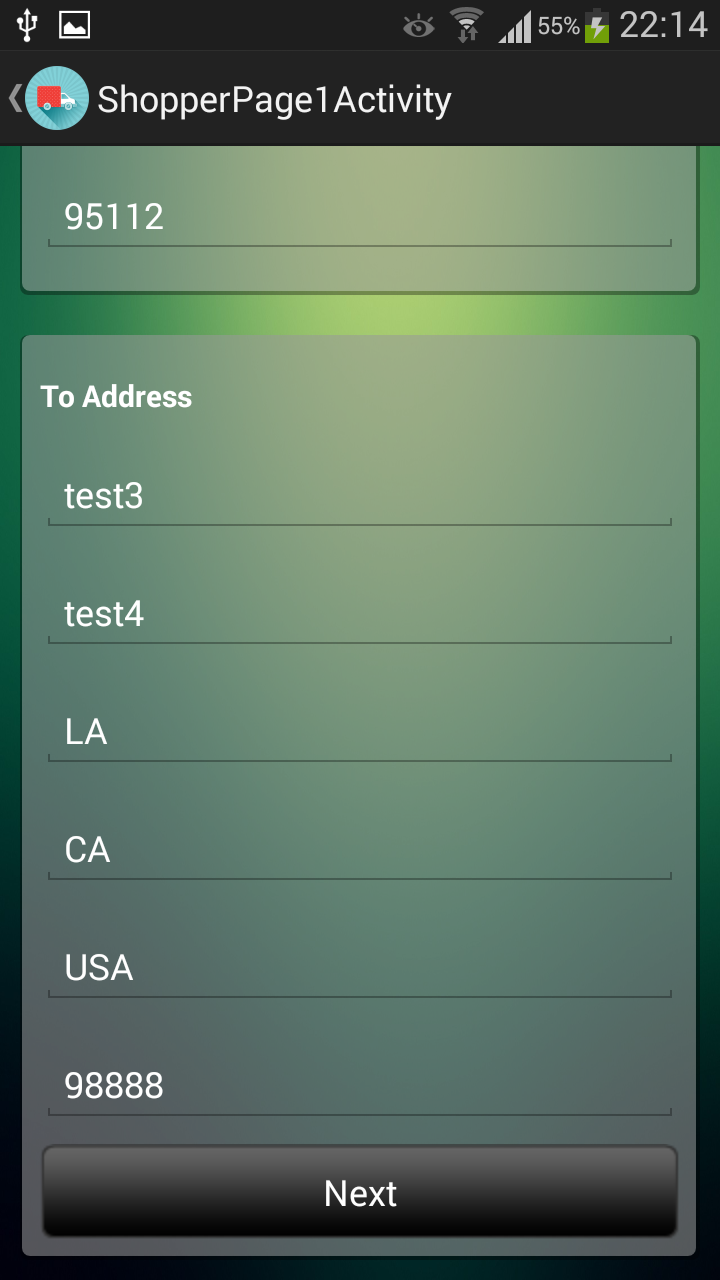 55% 22:14
ShopperPage1Activity
95112
To Address
test3
test4
LA
CA
USA
98888
Next